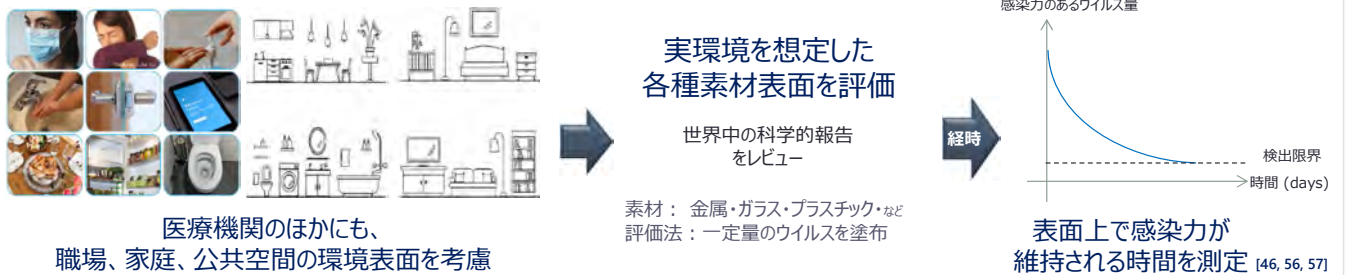 医療機関のほかにも、
職場、家庭、公共空間の環境表面を考慮
実環境を想定した
各種素材表面を評価
世界中の科学的報告
をレビュー
素材： 金属・ガラス・プラスチック・など
評価法：一定量のウイルスを塗布
経時
感染力のあるウイルス量
検出限界
時間 (days)
表面上で感染力が
維持される時間を測定 [46, 56, 57]